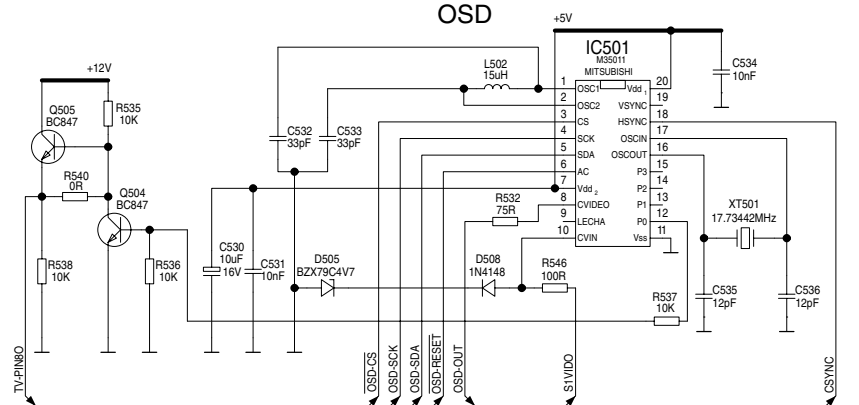 OSD
+5V
+12V
IC501
M35011
MITSUBISHI
L502
15uH
C534
10nF
Q505
BC847
R535
10K
C532
33pF
C533
33pF
1 OSC1 Vdd 1 20
2 OSC2 VSYNC 19
3 CS HSYNC 18
4 SCK OSCIN 17
5 SDA OSCOUT 16
6 AC P3 15
7 Vdd 2 P2 14
8 CVIDEO P1 13
9 LECHA P0 12
10 CVIN Vss 11
R540
0R
Q504
BC847
R532
75R
XT501
17.73442MHz
R538
10K
R536
10K
C530
10uF
16V
C531
10nF
D505
BZX79C4V7
D508
1N4148
R546
100R
R537
10K
C535
12pF
C536
12pF
TV-PIN8O
OSD-CS
OSD-SCK
OSD-SDA
OSD-RESET
OSD-OUT
S1VIDO
CSYNC